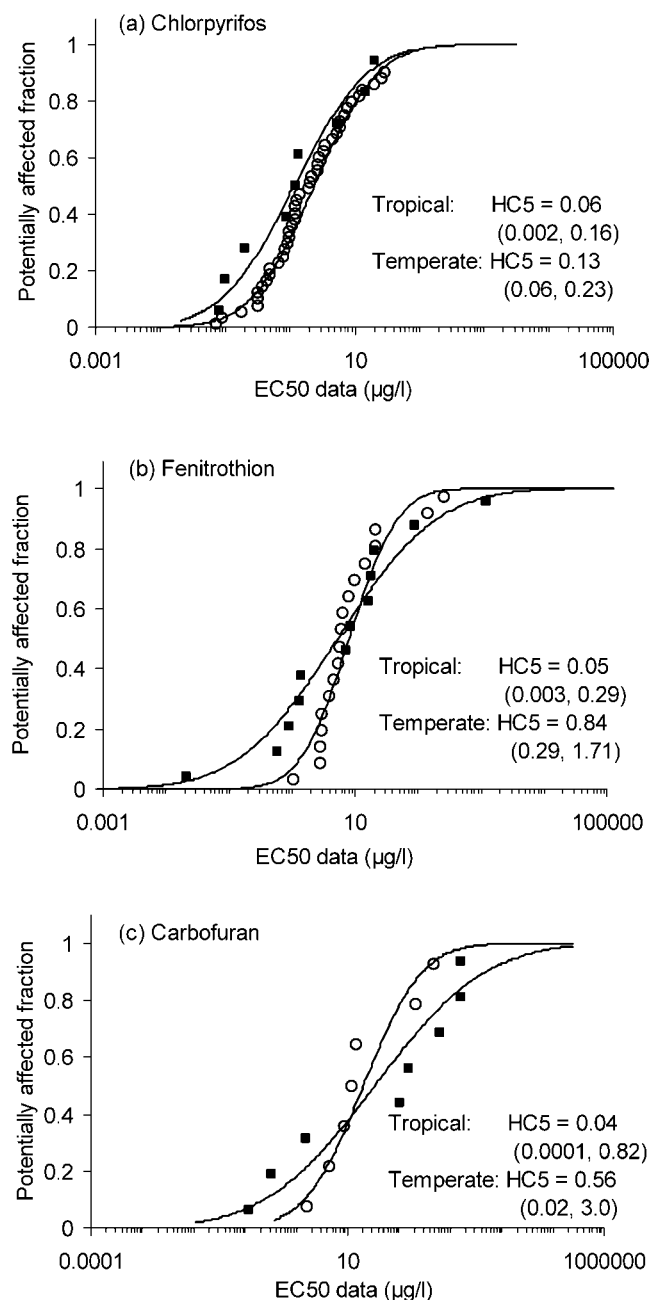 (a) Chlorpyrifos
Potentially affected fraction
1
0.8
0.6
0.4
0.2
0
Tropical: HC5 = 0.06
(0.002, 0.16)
Temperate: HC5 = 0.13
(0.06, 0.23)
0.001 10 100000
EC50 data (µg/l)
(b) Fenitrothion
Potentially affected fraction
1
0.8
0.6
0.4
0.2
0
Tropical: HC5 = 0.05
(0.003, 0.29)
Temperate: HC5 = 0.84
(0.29, 1.71)
0.001 10 100000
EC50 data (µg/l)
(c) Carbofuran
Potentially affected fraction
1
0.8
0.6
0.4
0.2
0
Tropical: HC5 = 0.04
(0.0001, 0.82)
Temperate: HC5 = 0.56
(0.02, 3.0)
0.0001 10 1000000
EC50 data (µg/l)